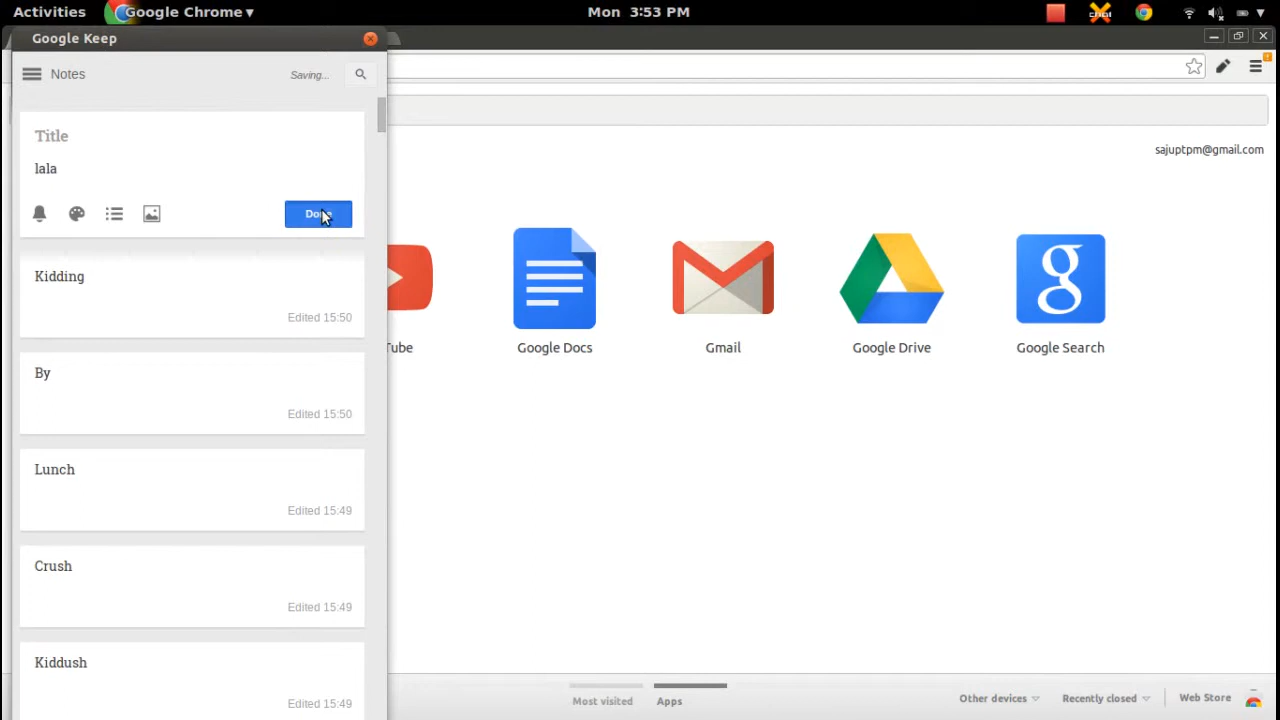 Activities Google Chrome ▾ Mon 3:53 PM
Google Keep
Notes Saving...
Title
lala
Done
sajuptpm@gmail.com
Kidding
Edited 15:50
Tube Google Docs Gmail Google Drive Google Search
By
Edited 15:50
Lunch
Edited 15:49
Crush
Edited 15:49
Kiddush
Edited 15:49
Most visited Apps Other devices Recently closed Web Store